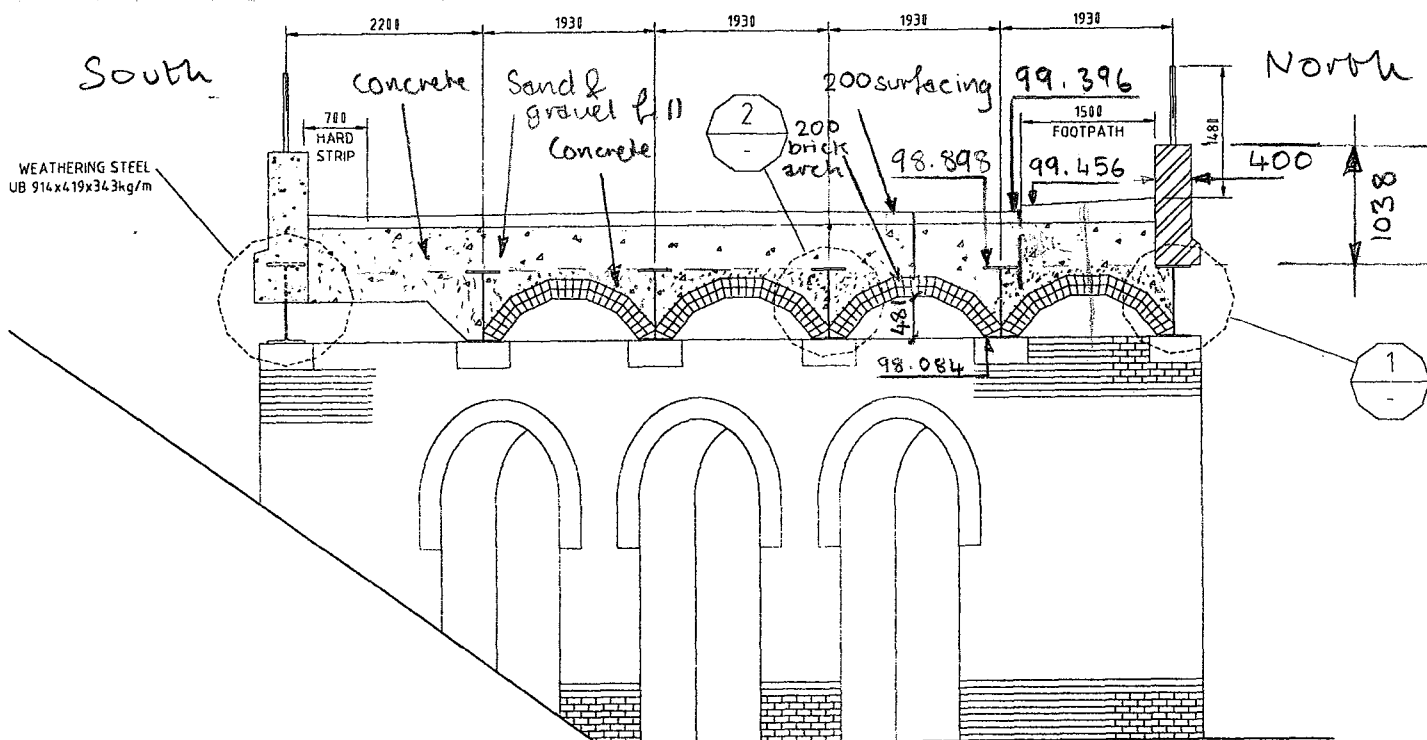 2200
1930
1930
1930
1930
South
North
concrete
Sand &
gravel fill
Concrete
2
-
200
brick
arch
200 surfacing
99.396
1500
FOOTPATH
1480
700
HARD
STRIP
WEATHERING STEEL
UB 914x419x343kg/m
98.898
99.456
400
1038
481
98.084
1
-